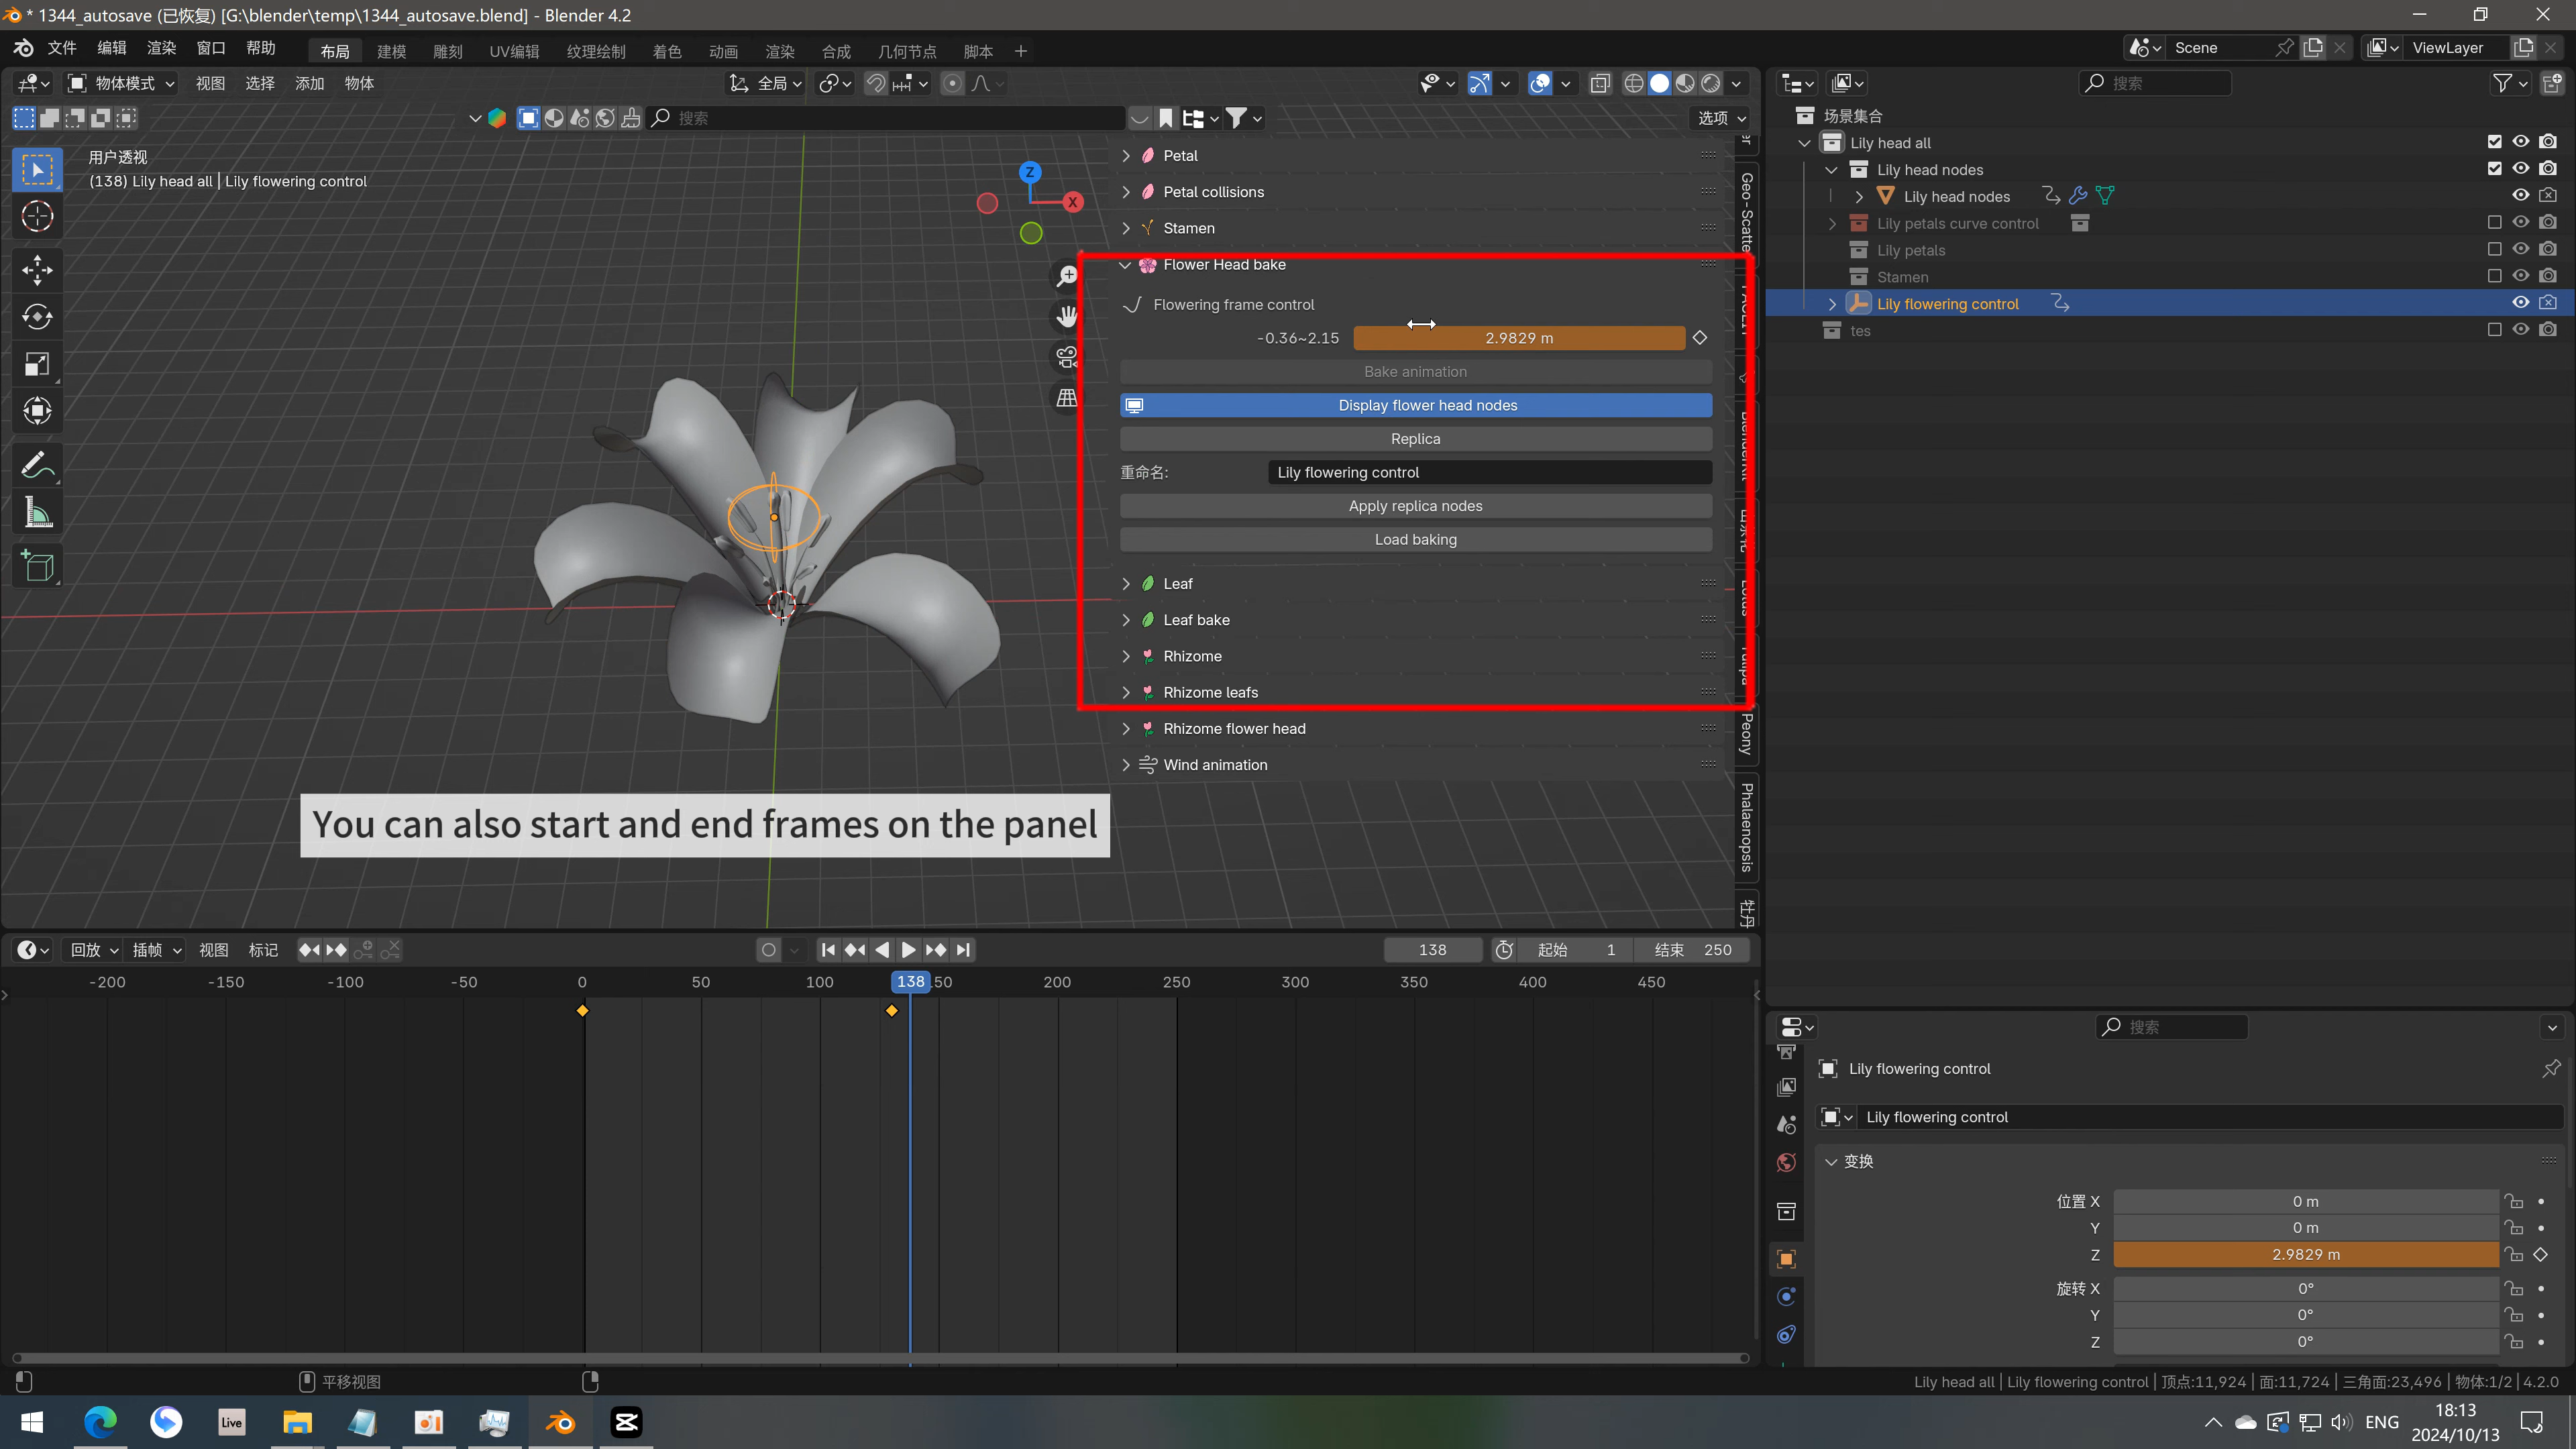 * 1344_autosave (已恢复) [G:\blender\temp\1344_autosave.blend] - Blender 4.2
文件 编辑 渲染 窗口 帮助 布局 建模 雕刻 UV编辑 纹理绘制 着色 动画 渲染 合成 几何节点 脚本 + Scene ViewLayer
物体模式 视图 选择 添加 物体 全局 搜索
搜索 选项
用户透视
(138) Lily head all | Lily flowering control
Z
X
Petal
Petal collisions
Stamen
Flower Head bake
Flowering frame control
-0.36~2.15 2.9829 m
Bake animation
Display flower head nodes
Replica
重命名: Lily flowering control
Apply replica nodes
Load baking
Leaf
Leaf bake
Rhizome
Rhizome leafs
Rhizome flower head
Wind animation
Geo-Scatte
Peony
Phalaenopsis
牡丹
You can also start and end frames on the panel
场景集合
Lily head all
Lily head nodes
Lily head nodes
Lily petals curve control
Lily petals
Stamen
Lily flowering control
tes
回放 插帧 视图 标记 138 起始 1 结束 250
-200 -150 -100 -50 0 50 100 138 50 200 250 300 350 400 450
搜索
Lily flowering control
Lily flowering control
变换
位置 X 0 m
Y 0 m
Z 2.9829 m
旋转 X 0°
Y 0°
Z 0°
平移视图
Lily head all | Lily flowering control | 顶点:11,924 | 面:11,724 | 三角面:23,496 | 物体:1/2 | 4.2.0
Live
ENG
18:13
2024/10/13